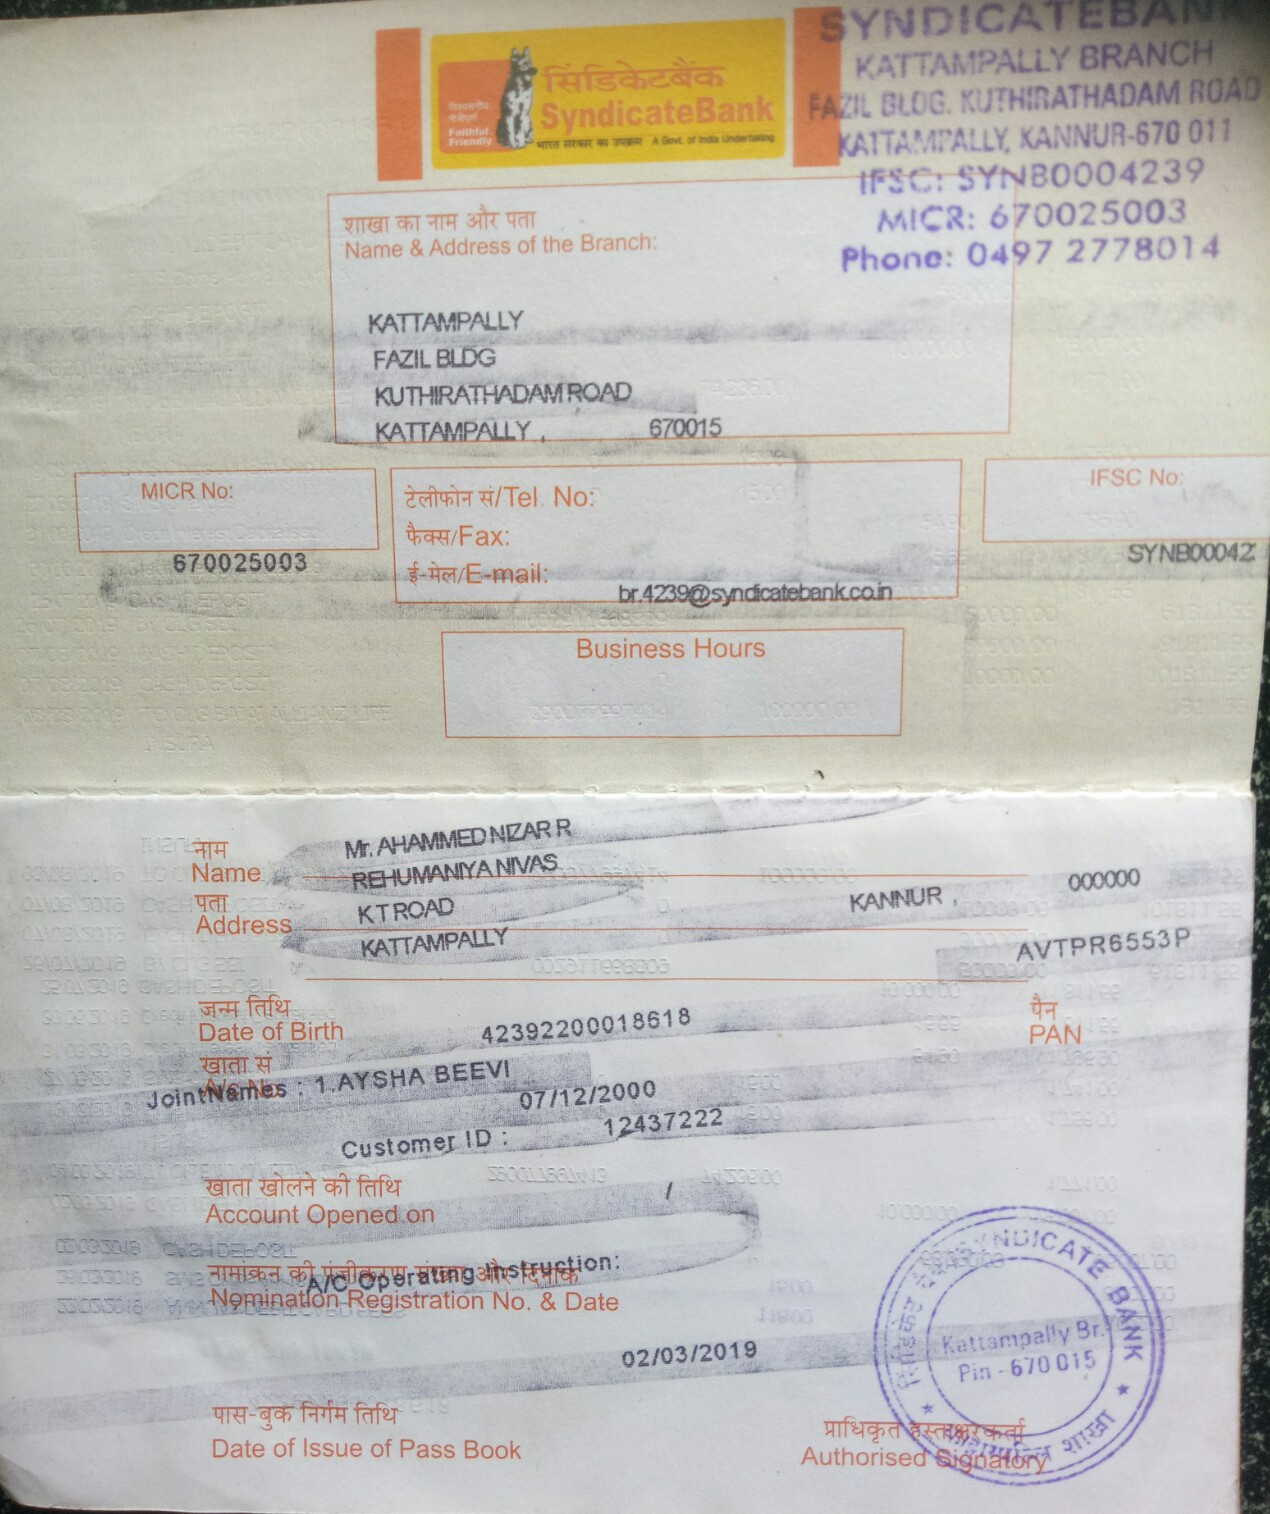 सिंडिकेटबैंक
SyndicateBank
विश्वसनीय. मैत्रीपूर्ण
Faithful. Friendly
भारत सरकार का उपक्रम A Govt. of India Undertaking
SYNDICATEBANK
KATTAMPALLY BRANCH
FAZIL BLDG. KUTHIRATHADAM ROAD
KATTAMPALLY, KANNUR-670 011
IFSC: SYNB0004239
MICR: 670025003
Phone: 0497 2778014
शाखा का नाम और पता
Name & Address of the Branch:
KATTAMPALLY
FAZIL BLDG
KUTHIRATHADAM ROAD
KATTAMPALLY , 670015
MICR No:
670025003
टेलीफोन सं/Tel. No:
फैक्स/Fax:
ई-मेल/E-mail:
br.4239@syndicatebank.co.in
IFSC No:
SYNB00042
Business Hours
नाम
Name
Mr. AHAMMED NIZAR R
REHUMANIYA NIVAS
पता
Address
K T ROAD KANNUR , 000000
KATTAMPALLY
AVTPR6553P
जन्म तिथि
Date of Birth
42392200018618
पैन
PAN
खाता सं
A/c No.
JointNames : 1.AYSHA BEEVI
07/12/2000
Customer ID : 12437222
खाता खोलने की तिथि
Account Opened on
/
नामांकन की पंजीकरण संख्या और दिनांक
A/C Operating Instruction:
Nomination Registration No. & Date
02/03/2019
पास-बुक निर्गम तिथि
Date of Issue of Pass Book
प्राधिकृत हस्ताक्षरकर्ता
Authorised Signatory
SYNDICATE BANK
Kattampally Br.
Pin - 670 015
शाखा